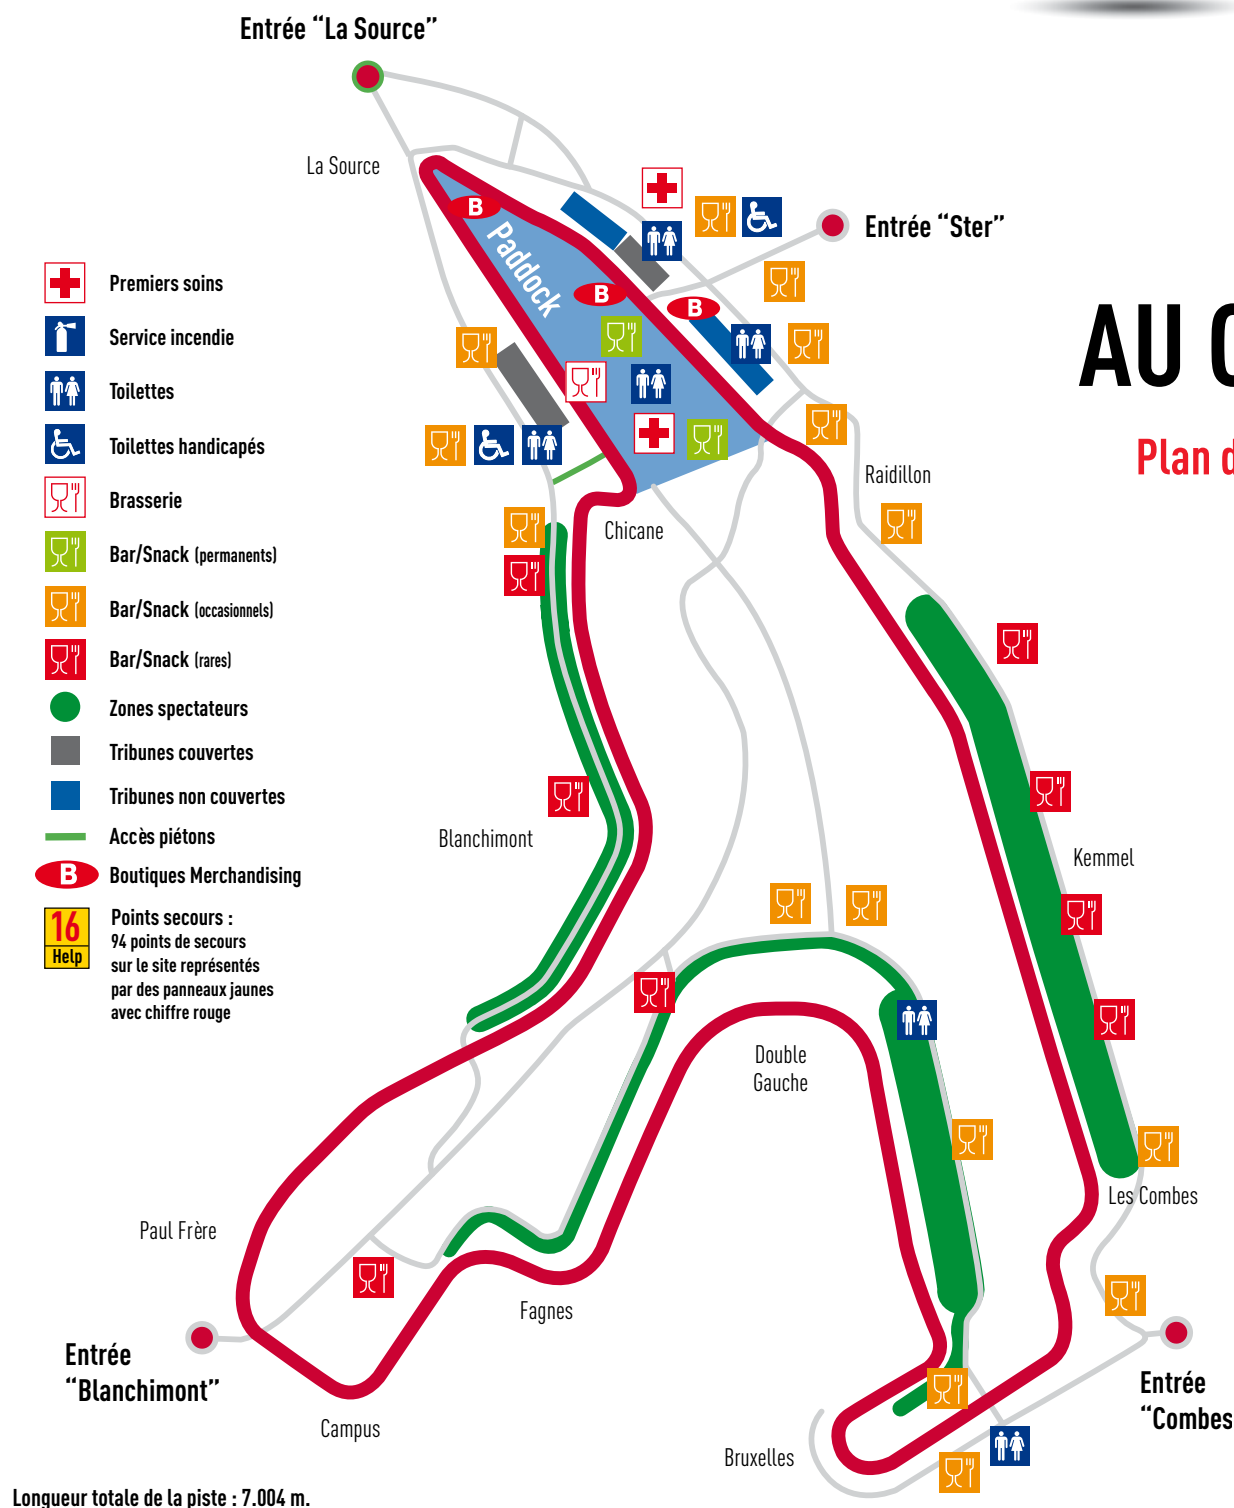 Entrée “La Source”
La Source
Entrée “Ster”
B
Paddock
B
B
Premiers soins
Service incendie
Toilettes
Toilettes handicapés
Brasserie
Bar/Snack (permanents)
Bar/Snack (occasionnels)
Bar/Snack (rares)
Zones spectateurs
Tribunes couvertes
Tribunes non couvertes
Accès piétons
B Boutiques Merchandising
16
Help
Points secours :
94 points de secours
sur le site représentés
par des panneaux jaunes
avec chiffre rouge
AU
Plan d
Raidillon
Chicane
Blanchimont
Kemmel
Double
Gauche
Les Combes
Paul Frère
Fagnes
Entrée
“Blanchimont”
Campus
Bruxelles
Entrée
“Combes
Longueur totale de la piste : 7.004 m.